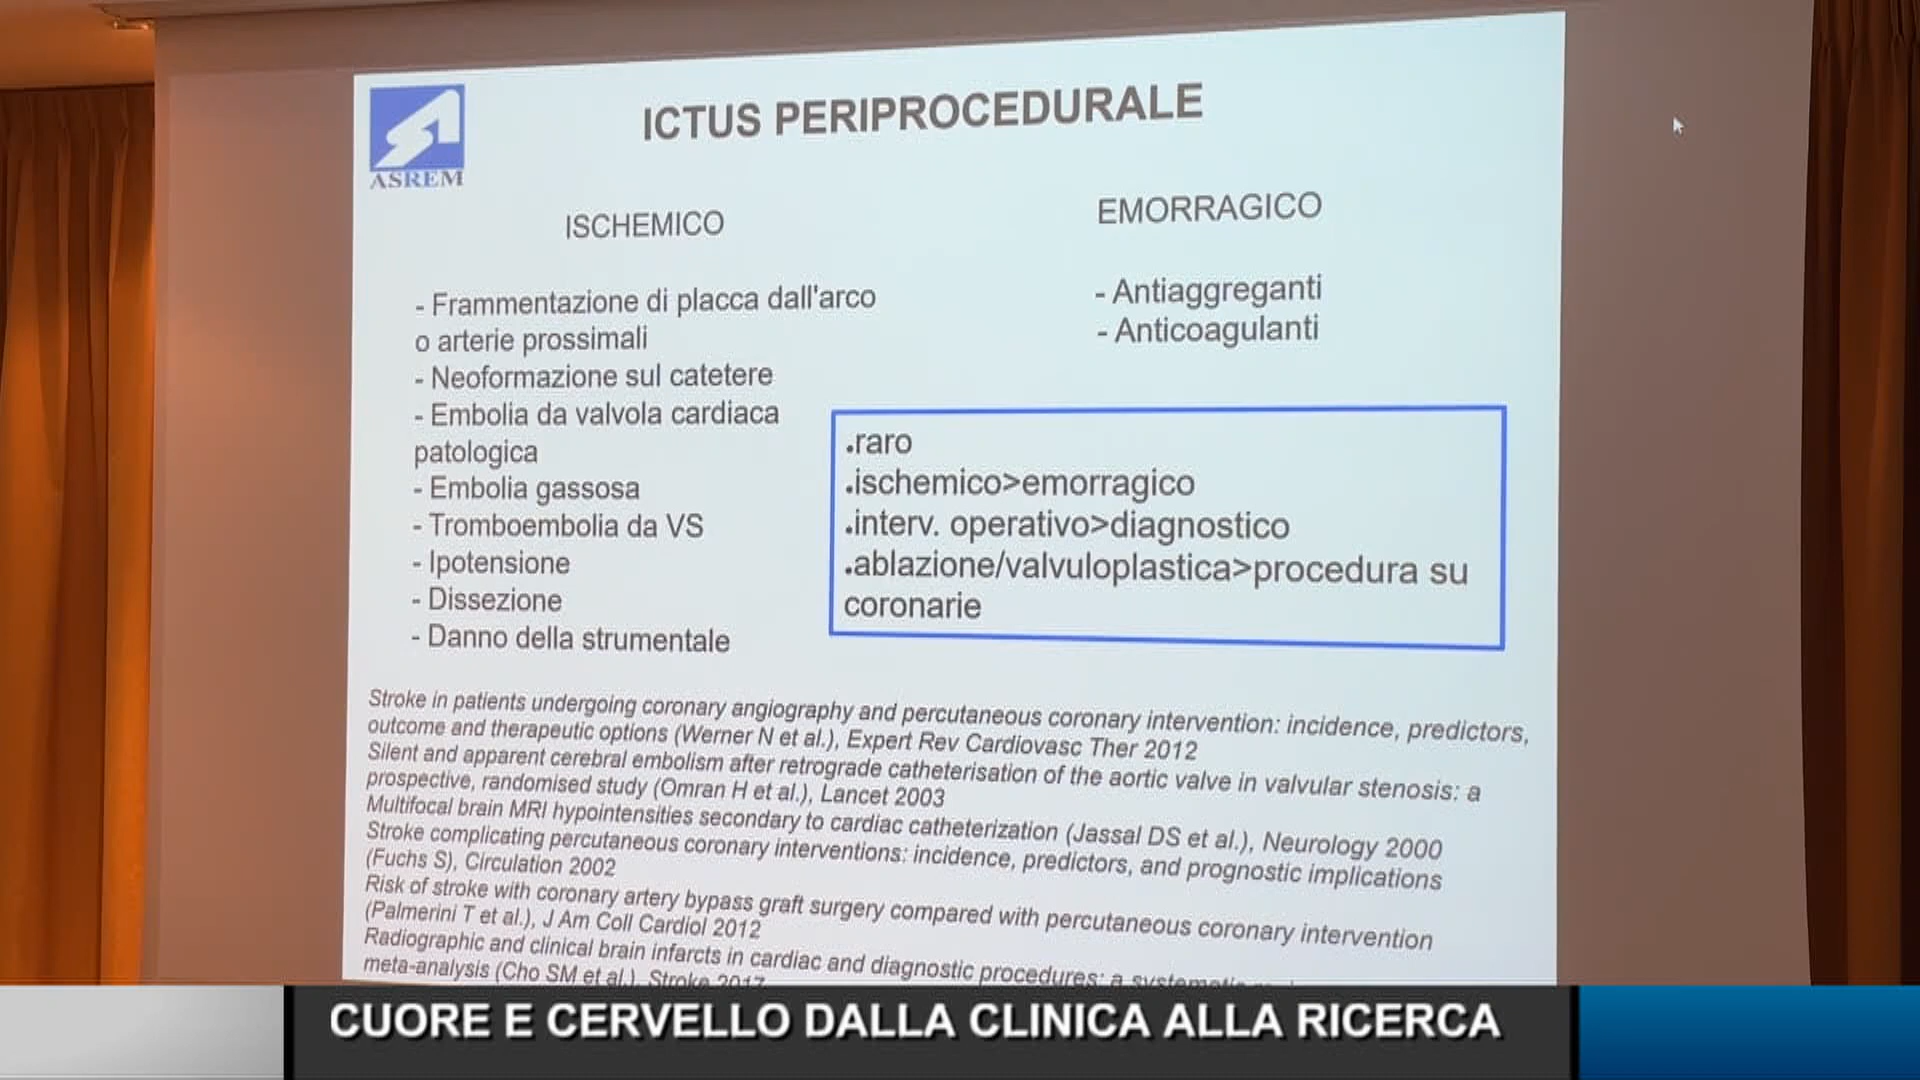 ASREM
ICTUS PERIPROCEDURALE
ISCHEMICO
- Frammentazione di placca dall'arco
o arterie prossimali
- Neoformazione sul catetere
- Embolia da valvola cardiaca
patologica
- Embolia gassosa
- Tromboembolia da VS
- Ipotensione
- Dissezione
- Danno della strumentale
EMORRAGICO
- Antiaggreganti
- Anticoagulanti
.raro
.ischemico>emorragico
.interv. operativo>diagnostico
.ablazione/valvuloplastica>procedura su
coronarie
Stroke in patients undergoing coronary angiography and percutaneous coronary intervention: incidence, predictors,
outcome and therapeutic options (Werner N et al.), Expert Rev Cardiovasc Ther 2012
Silent and apparent cerebral embolism after retrograde catheterisation of the aortic valve in valvular stenosis: a
prospective, randomised study (Omran H et al.), Lancet 2003
Multifocal brain MRI hypointensities secondary to cardiac catheterization (Jassal DS et al.), Neurology 2000
Stroke complicating percutaneous coronary interventions: incidence, predictors, and prognostic implications
(Fuchs S), Circulation 2002
Risk of stroke with coronary artery bypass graft surgery compared with percutaneous coronary intervention
(Palmerini T et al.), J Am Coll Cardiol 2012
Radiographic and clinical brain infarcts in cardiac and diagnostic procedures: a
meta-analysis (Cho SM et al.), Stroke 2017
CUORE E CERVELLO DALLA CLINICA ALLA RICERCA